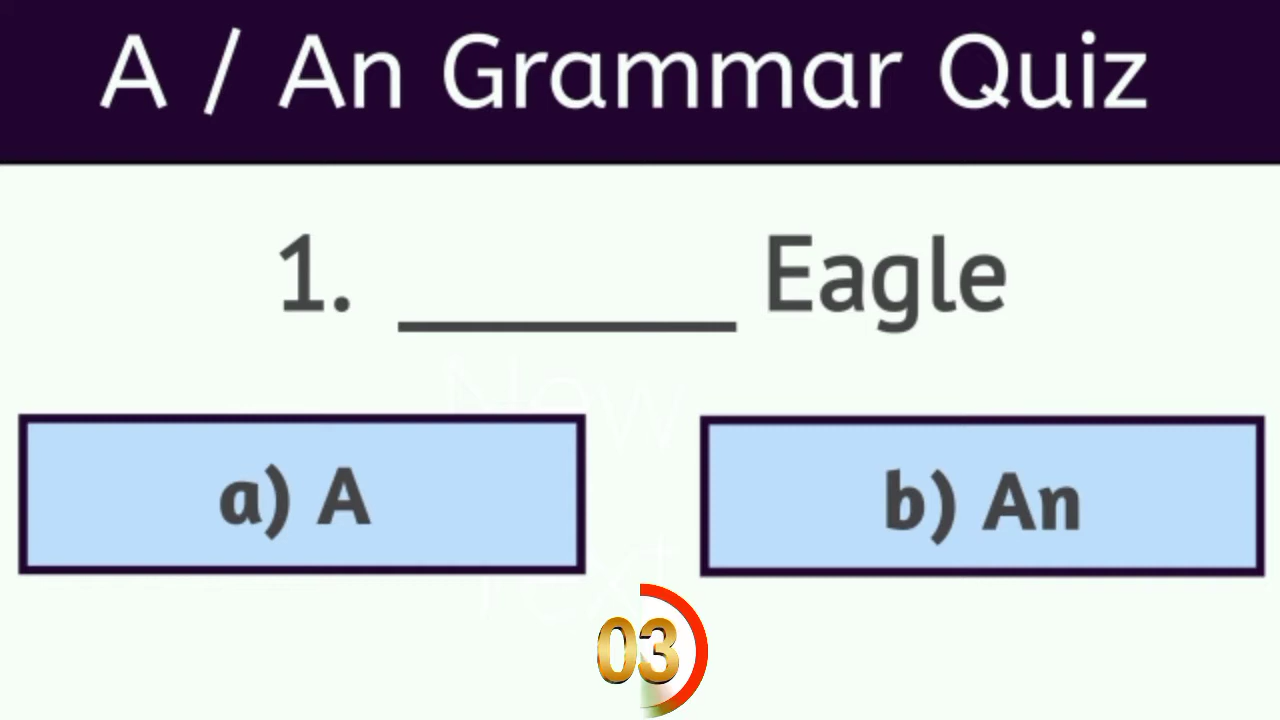 A / An Grammar Quiz
1. ________ Eagle
a) A
b) An
03